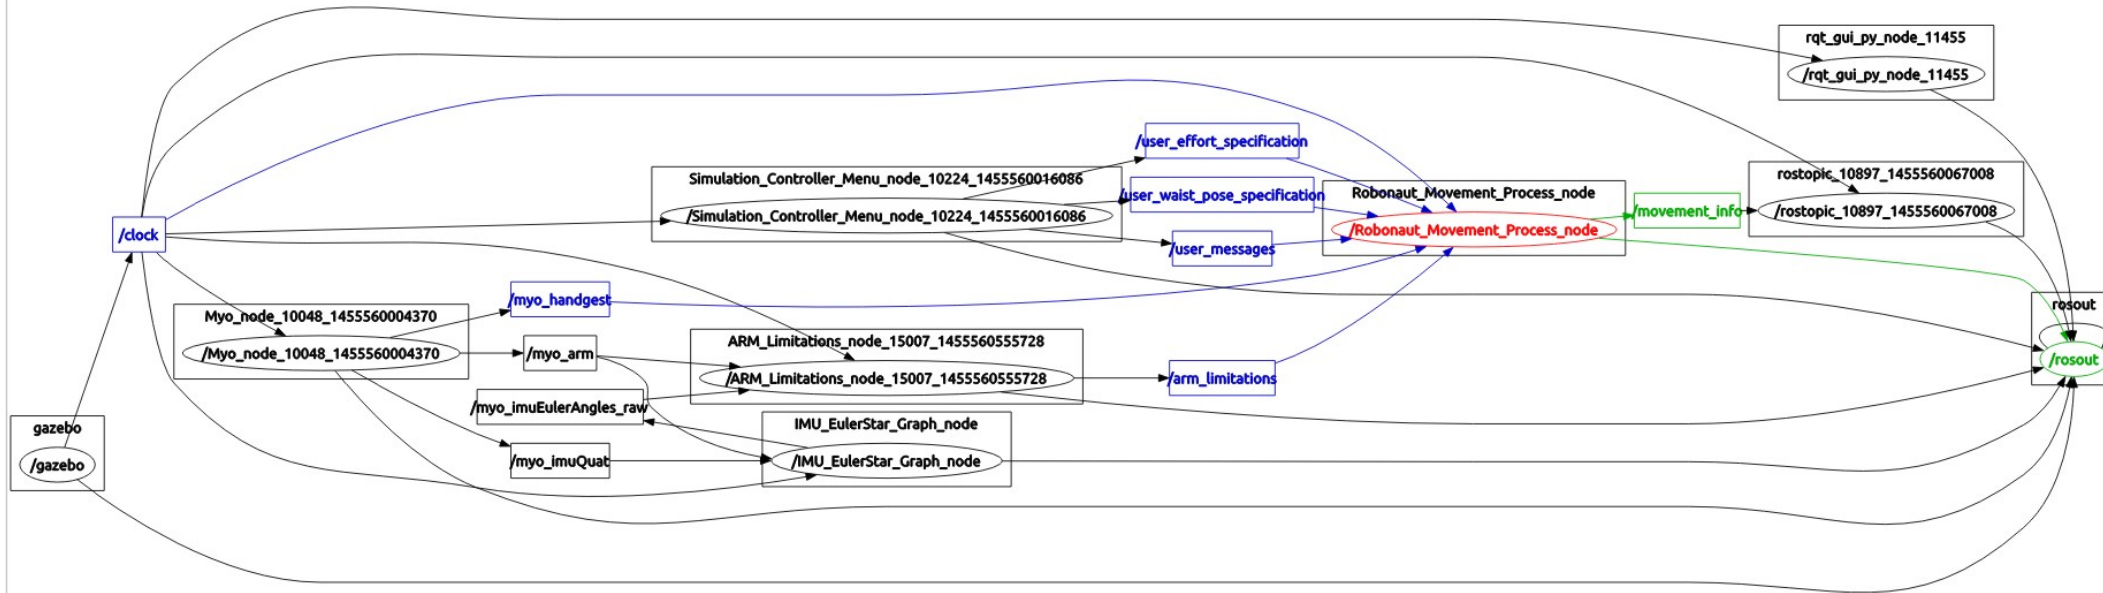 rqt_gui_py_node_11455
/rqt_gui_py_node_11455
/user_effort_specification
Simulation_Controller_Menu_node_10224_1455560016086
/Simulation_Controller_Menu_node_10224_1455560016086
/user_waist_pose_specification
/user_messages
Robonaut_Movement_Process_node
/Robonaut_Movement_Process_node
/movement_info
rostopic_10897_1455560067008
/rostopic_10897_1455560067008
/clock
/myo_handgest
Myo_node_10048_1455560004370
/Myo_node_10048_1455560004370
/myo_arm
ARM_Limitations_node_15007_1455560555728
/ARM_Limitations_node_15007_1455560555728
/arm_limitations
rosout
/rosout
/myo_imuEulerAngles_raw
IMU_EulerStar_Graph_node
/IMU_EulerStar_Graph_node
/myo_imuQuat
gazebo
/gazebo